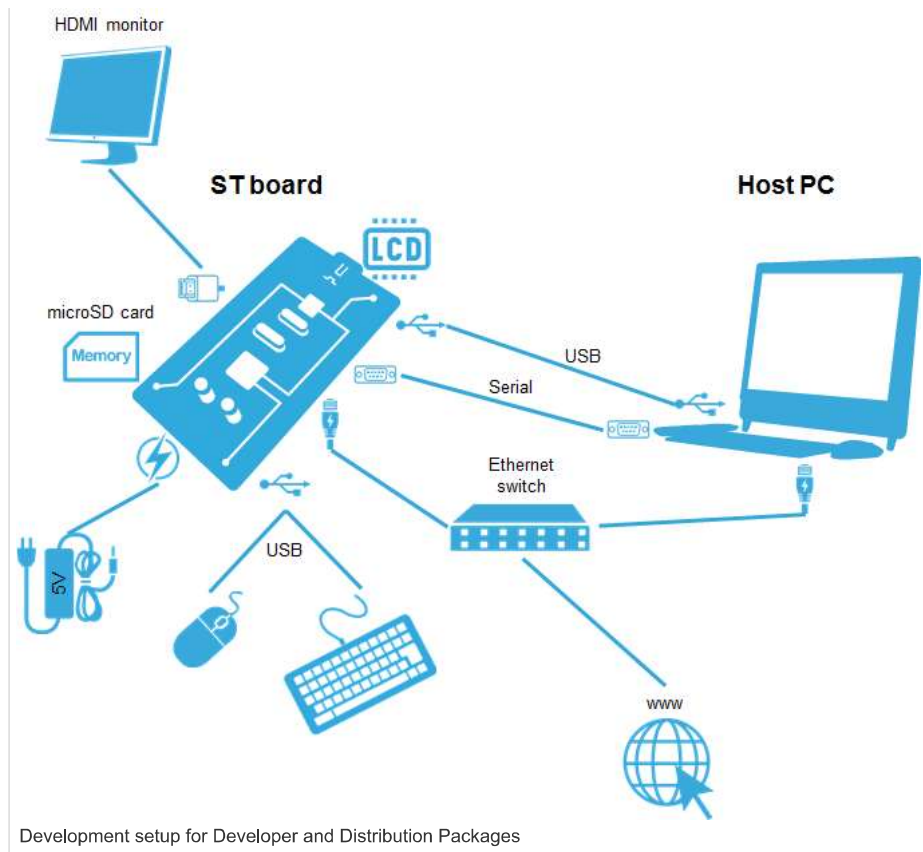 HDMI monitor
ST board
Host PC
LCD
microSD card
Memory
USB
Serial
Ethernet
switch
USB
5V
www
Development setup for Developer and Distribution Packages